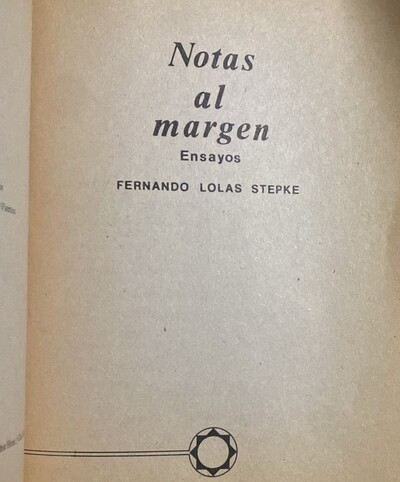 Notas
al
margen
Ensayos
FERNANDO LOLAS STEPKE